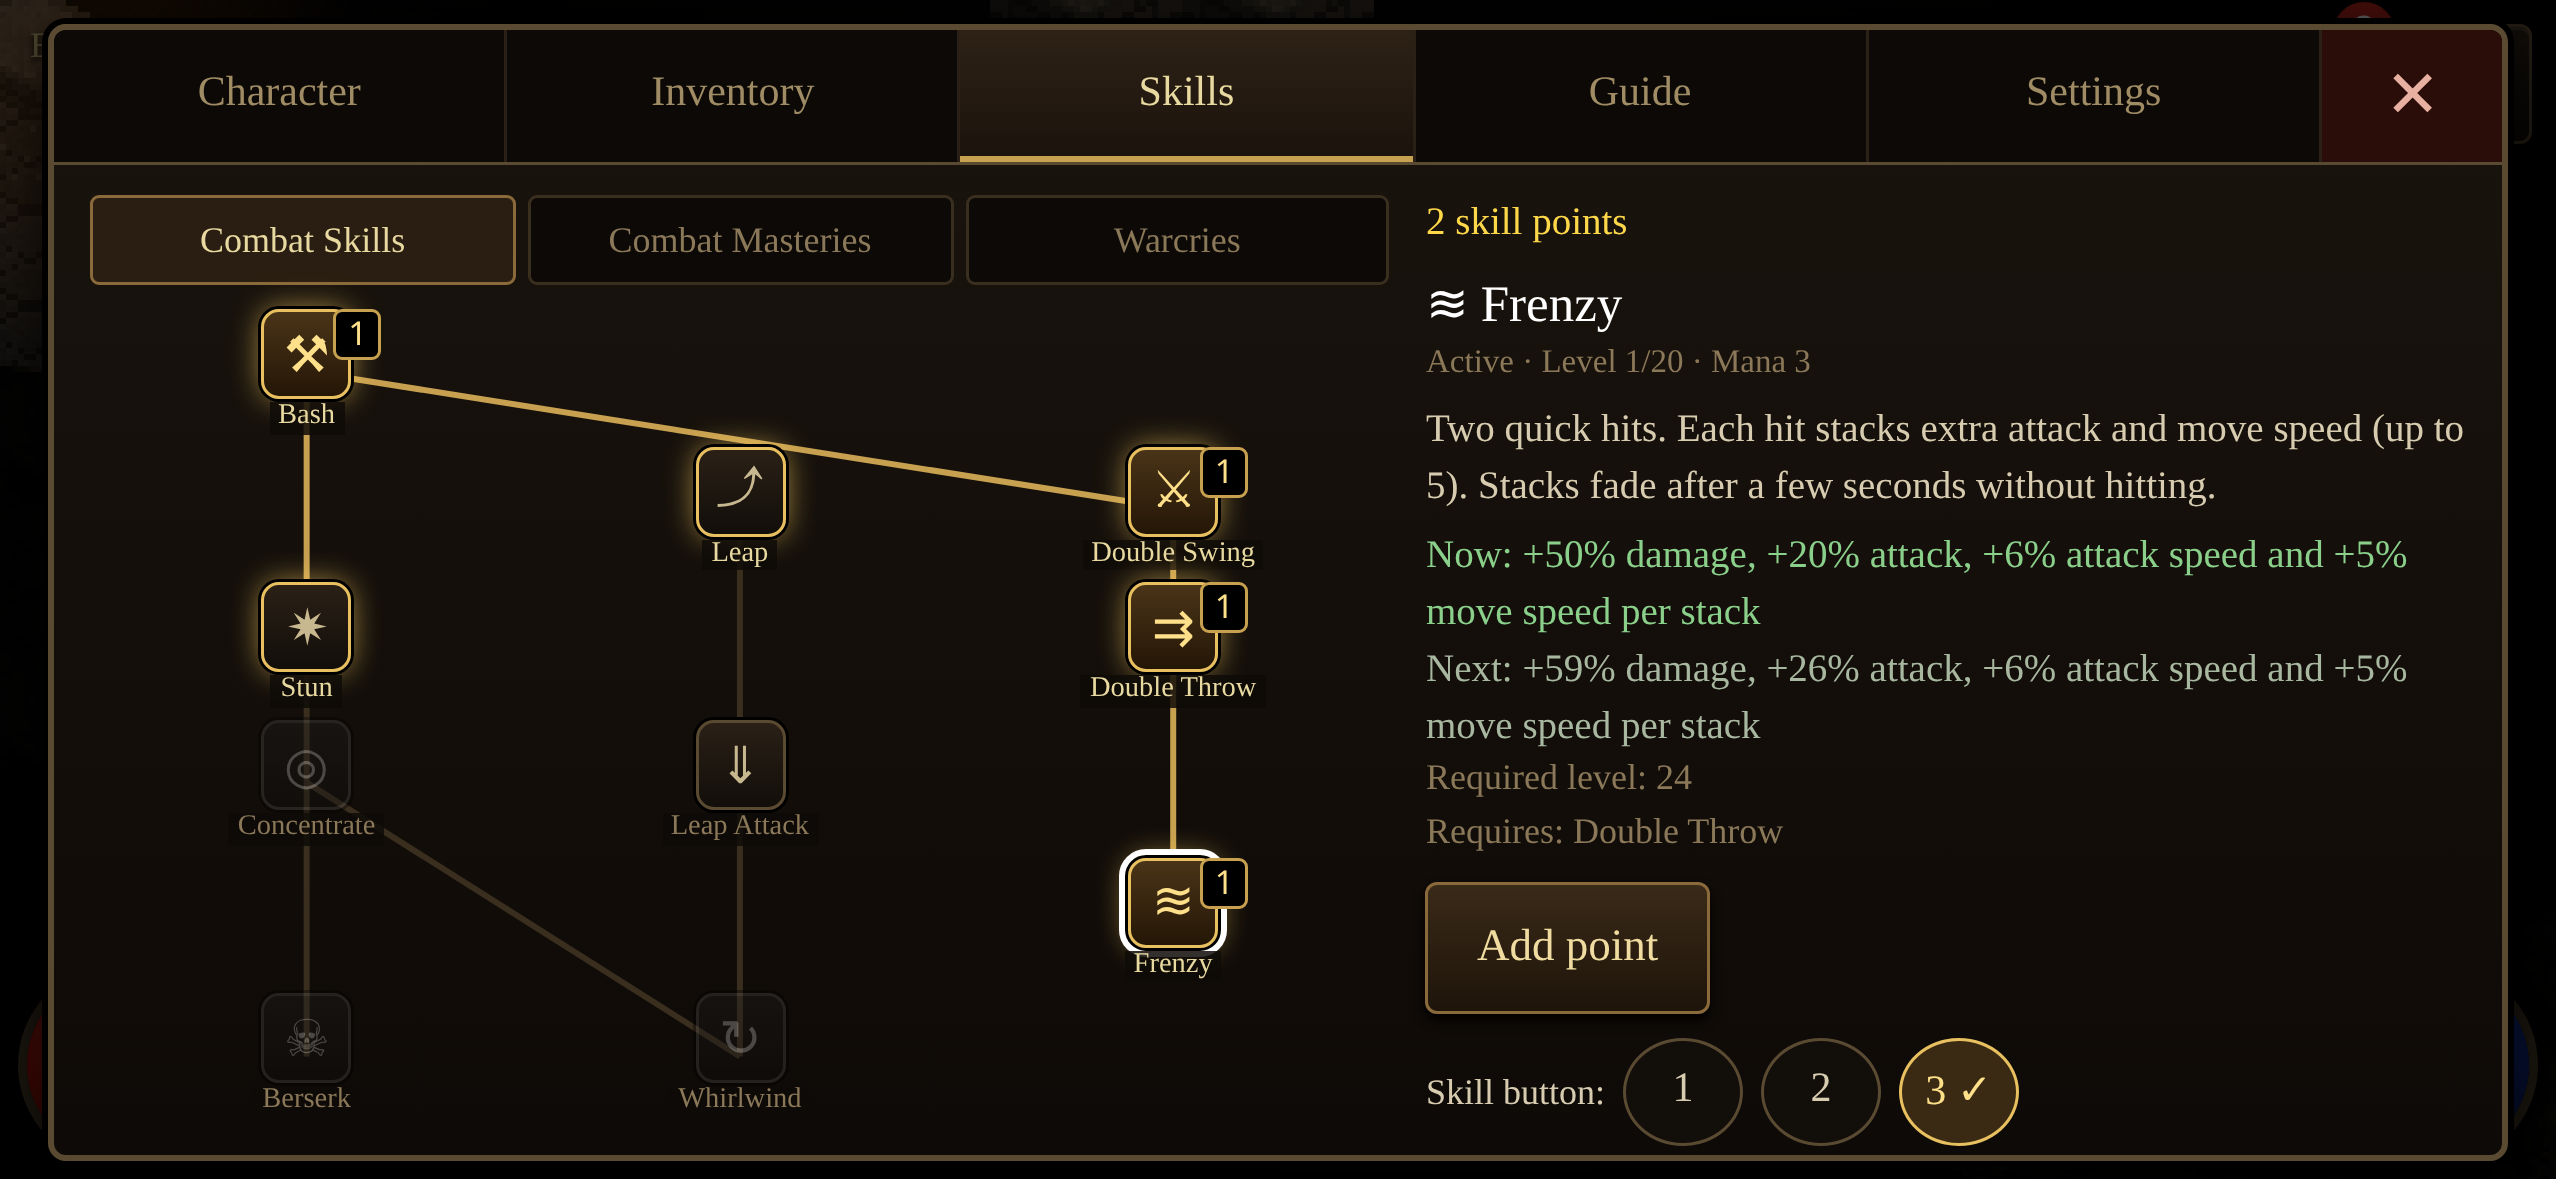 Character
Inventory
Skills
Guide
Settings
✕
Combat Skills
Combat Masteries
Warcries
1
Bash
Leap
1
Double Swing
Stun
1
Double Throw
Concentrate
Leap Attack
1
Frenzy
Berserk
Whirlwind
2 skill points
≋ Frenzy
Active · Level 1/20 · Mana 3
Two quick hits. Each hit stacks extra attack and move speed (up to
5). Stacks fade after a few seconds without hitting.
Now: +50% damage, +20% attack, +6% attack speed and +5%
move speed per stack
Next: +59% damage, +26% attack, +6% attack speed and +5%
move speed per stack
Required level: 24
Requires: Double Throw
Add point
Skill button: 1 2 3 ✓